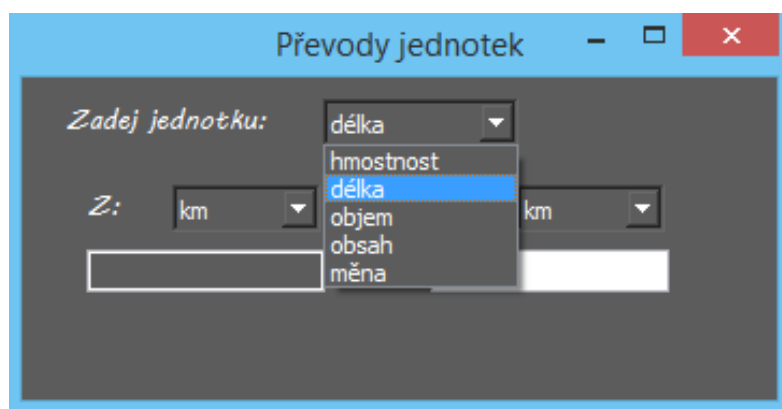 Převody jednotek
Zadej jednotku: délka
hmostnost
délka
Z: km km
objem
obsah
měna